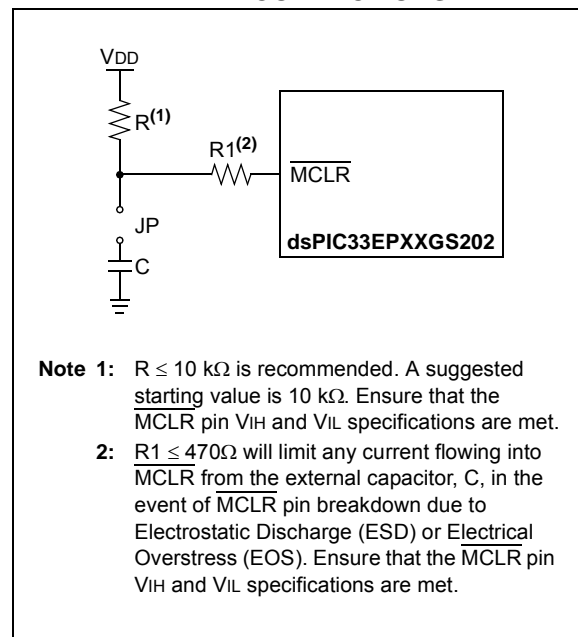 VDD
R(1)
R1(2)
MCLR
JP
dsPIC33EPXXGS202
C
Note 1: R ≤ 10 kΩ is recommended. A suggested
starting value is 10 kΩ. Ensure that the
MCLR pin VIH and VIL specifications are met.
2: R1 ≤ 470Ω will limit any current flowing into
MCLR from the external capacitor, C, in the
event of MCLR pin breakdown due to
Electrostatic Discharge (ESD) or Electrical
Overstress (EOS). Ensure that the MCLR pin
VIH and VIL specifications are met.